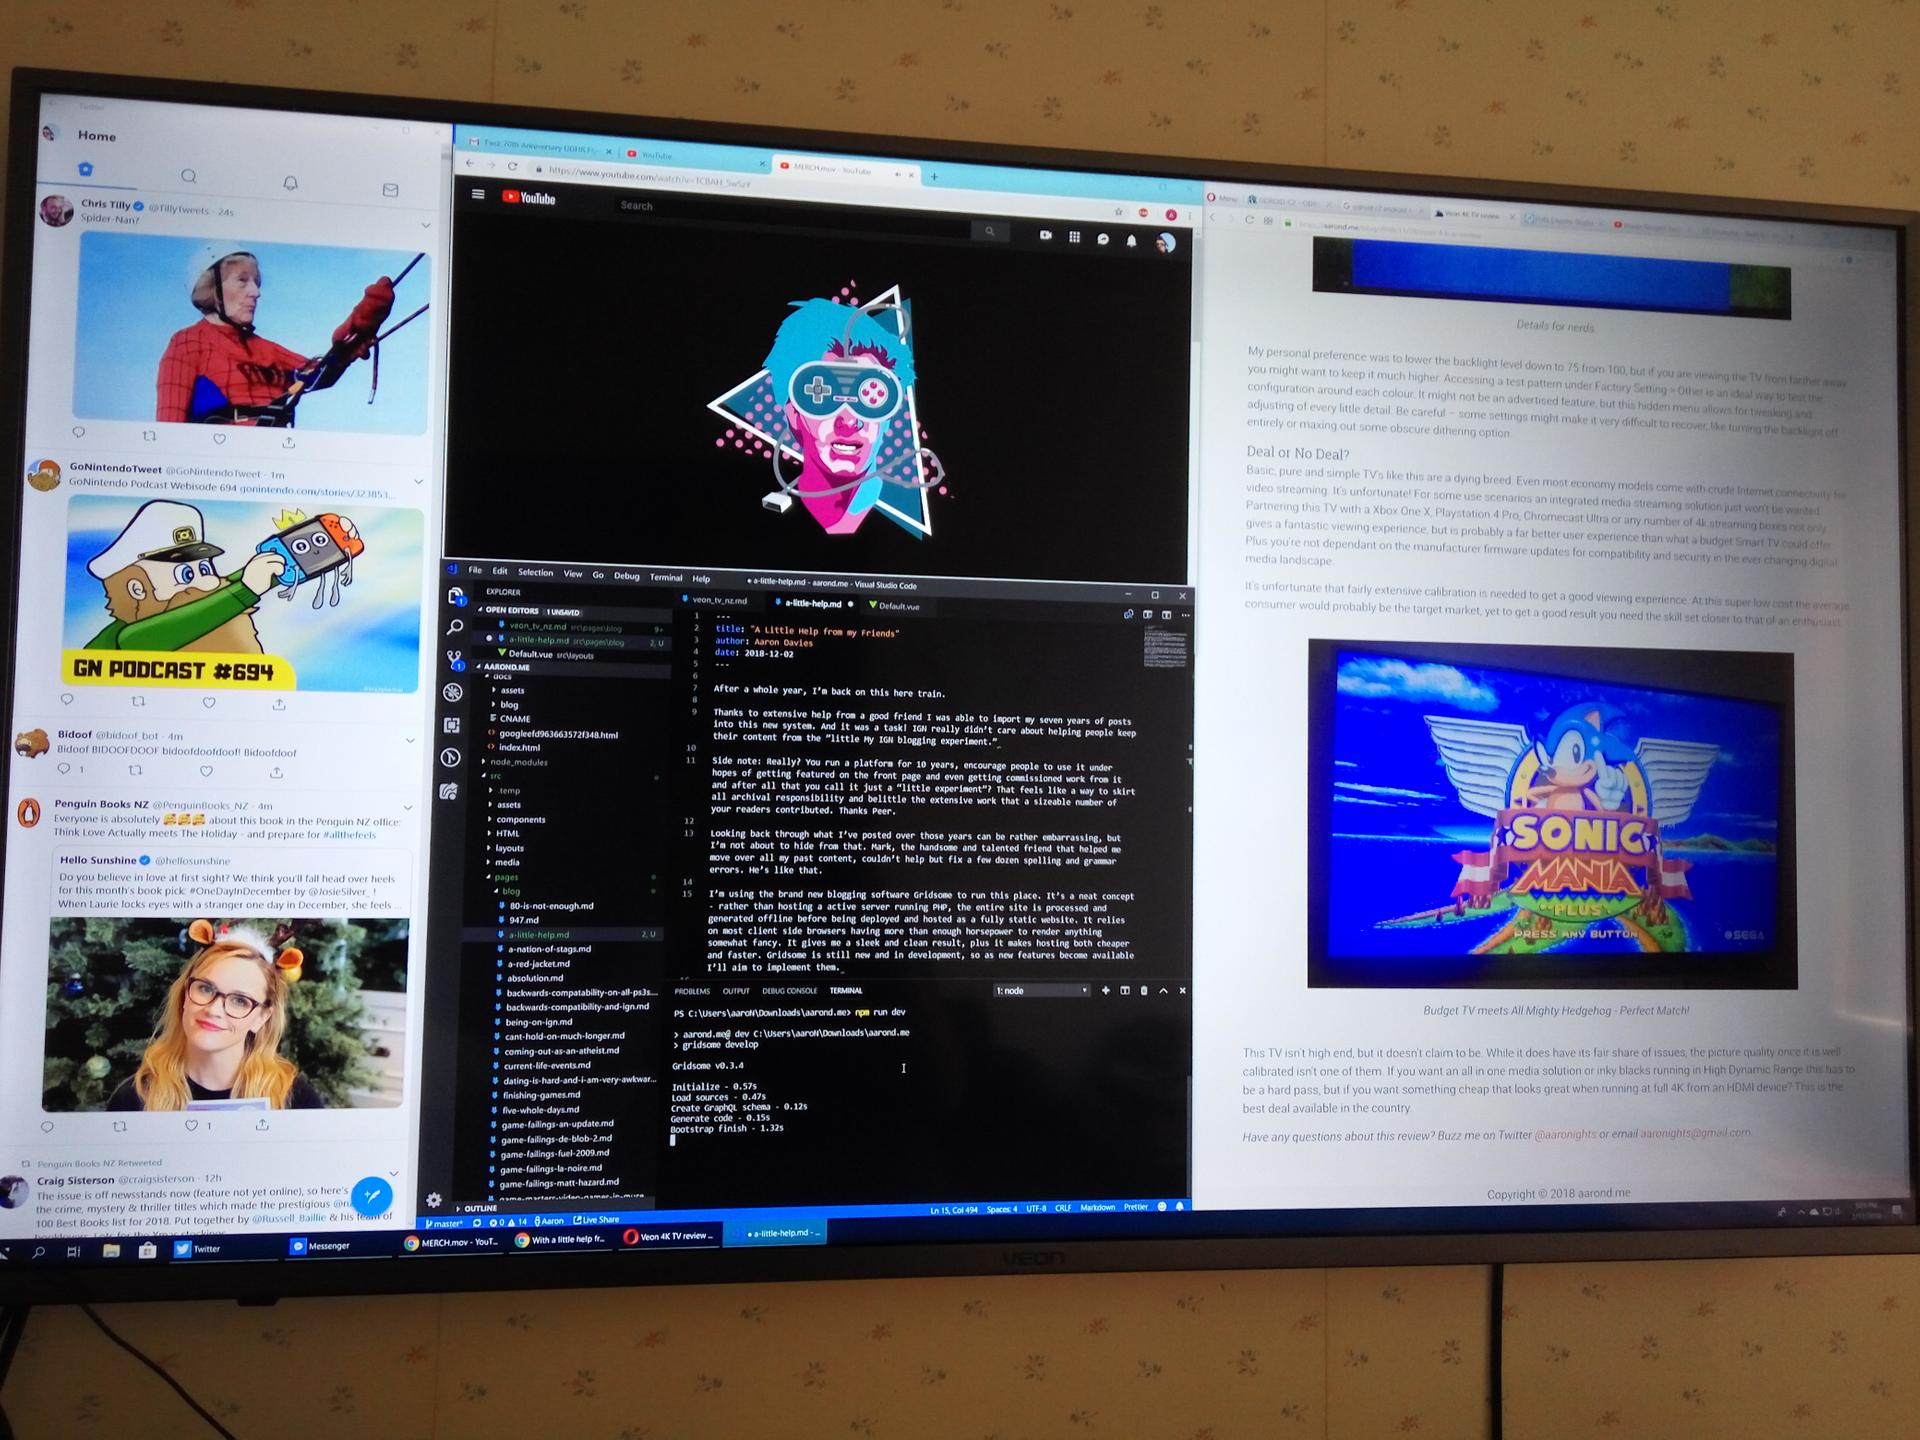 Twitter
Home
Chris Tilly @TillyTweets · 24s
Spider-Nan?
GoNintendoTweet @GoNintendoTweet · 1m
GoNintendo Podcast Webisode 694 gonintendo.com/stories/323853...
GN PODCAST #694
Bidoof @bidoof_bot · 4m
Bidoof BIDOOFDOOF bidoofdoofdoof! Bidoofdoof
1
Penguin Books NZ @PenguinBooks_NZ · 4m
Everyone is absolutely 🥰🥰🥰 about this book in the Penguin NZ office:
Think Love Actually meets The Holiday - and prepare for #allthefeels
Hello Sunshine @hellosunshine
Do you believe in love at first sight? We think you'll fall head over heels
for this month's book pick: #OneDayInDecember by @JosieSilver_ !
When Laurie locks eyes with a stranger one day in December, she feels ...
1
Penguin Books NZ Retweeted
Craig Sisterson @craigsisterson · 12h
The issue is off newsstands now (feature not yet online), so here's
the crime, mystery & thriller titles which made the prestigious
100 Best Books list for 2018. Put together by @Russell_Baillie & his team of
YouTube
MERCH.mov - YouTube
https://www.youtube.com/watch?v=TCBAH_SwSzY
YouTube
Search
File Edit Selection View Go Debug Terminal Help
a-little-help.md - aarond.me - Visual Studio Code
EXPLORER
OPEN EDITORS 1 UNSAVED
veon_tv_nz.md src\pages\blog 9+
a-little-help.md src\pages\blog 2, U
Default.vue src\layouts
AAROND.ME
docs
assets
blog
CNAME
googleefd963663572f348.html
index.html
node_modules
src
.temp
assets
components
HTML
layouts
media
pages
blog
80-is-not-enough.md
947.md
a-little-help.md 2, U
a-nation-of-stags.md
a-red-jacket.md
absolution.md
backwards-compatability-on-all-ps3s...
backwards-compatibility-and-ign.md
being-on-ign.md
cant-hold-on-much-longer.md
coming-out-as-an-atheist.md
current-life-events.md
dating-is-hard-and-i-am-very-awkwar...
finishing-games.md
five-whole-days.md
game-failings-an-update.md
game-failings-de-blob-2.md
game-failings-fuel-2009.md
game-failings-la-noire.md
game-failings-matt-hazard.md
OUTLINE
veon_tv_nz.md a-little-help.md Default.vue
1 ---
2 title: "A Little Help from my Friends"
3 author: Aaron Davies
4 date: 2018-12-02
5 ---
6
7 After a whole year, I'm back on this here train.
8
9 Thanks to extensive help from a good friend I was able to import my seven years of posts
into this new system. And it was a task! IGN really didn't care about helping people keep
their content from the "little My IGN blogging experiment."
10
11 Side note: Really? You run a platform for 10 years, encourage people to use it under
hopes of getting featured on the front page and even getting commissioned work from it
and after all that you call it just a "little experiment"? That feels like a way to skirt
all archival responsibility and belittle the extensive work that a sizeable number of
your readers contributed. Thanks Peer.
12
13 Looking back through what I've posted over those years can be rather embarrassing, but
I'm not about to hide from that. Mark, the handsome and talented friend that helped me
move over all my past content, couldn't help but fix a few dozen spelling and grammar
errors. He's like that.
14
15 I'm using the brand new blogging software Gridsome to run this place. It's a neat concept
- rather than hosting a active server running PHP, the entire site is processed and
generated offline before being deployed and hosted as a fully static website. It relies
on most client side browsers having more than enough horsepower to render anything
somewhat fancy. It gives me a sleek and clean result, plus it makes hosting both cheaper
and faster. Gridsome is still new and in development, so as new features become available
I'll aim to implement them.
PROBLEMS OUTPUT DEBUG CONSOLE TERMINAL 1: node
PS C:\Users\aaroN\Downloads\aarond.me> npm run dev
> aarond.me@ dev C:\Users\aaroN\Downloads\aarond.me
> gridsome develop
Gridsome v0.3.4
Initialize - 0.57s
Load sources - 0.47s
Create GraphQL schema - 0.12s
Generate code - 0.15s
Bootstrap finish - 1.32s
master* 0 14 Aaron Live Share
Ln 15, Col 494 Spaces: 4 UTF-8 CRLF Markdown Prettier
Menu
Veon 4K TV review
Details for nerds
My personal preference was to lower the backlight level down to 75 from 100, but if you are viewing the TV from farther away
you might want to keep it much higher. Accessing a test pattern under Factory Setting > Other is an ideal way to test the
configuration around each colour. It might not be an advertised feature, but this hidden menu allows for tweaking and
adjusting of every little detail. Be careful – some settings might make it very difficult to recover, like turning the backlight off
entirely or maxing out some obscure dithering option.
Deal or No Deal?
Basic, pure and simple TVs like this are a dying breed. Even most economy models come with crude Internet connectivity for
video streaming. It's unfortunate! For some use scenarios an integrated media streaming solution just won't be wanted.
Partnering this TV with a Xbox One X, Playstation 4 Pro, Chromecast Ultra or any number of 4k streaming boxes not only
gives a fantastic viewing experience, but is probably a far better user experience than what a budget Smart TV could offer.
Plus you're not dependant on the manufacturer firmware updates for compatibility and security in the ever changing digital
media landscape.
It's unfortunate that fairly extensive calibration is needed to get a good viewing experience. At this super low cost the average
consumer would probably be the target market, yet to get a good result you need the skill set closer to that of an enthusiast.
SONIC
MANIA
PLUS
PRESS ANY BUTTON
©SEGA
Budget TV meets All Mighty Hedgehog - Perfect Match!
This TV isn't high end, but it doesn't claim to be. While it does have its fair share of issues, the picture quality once it is well
calibrated isn't one of them. If you want an all in one media solution or inky blacks running in High Dynamic Range this has to
be a hard pass, but if you want something cheap that looks great when running at full 4K from an HDMI device? This is the
best deal available in the country.
Have any questions about this review? Buzz me on Twitter @aaronights or email aaronights@gmail.com
Copyright © 2018 aarond.me
Twitter
Messenger
MERCH.mov - YouT...
With a little help fr...
Veon 4K TV review ...
a-little-help.md - ...
VEON